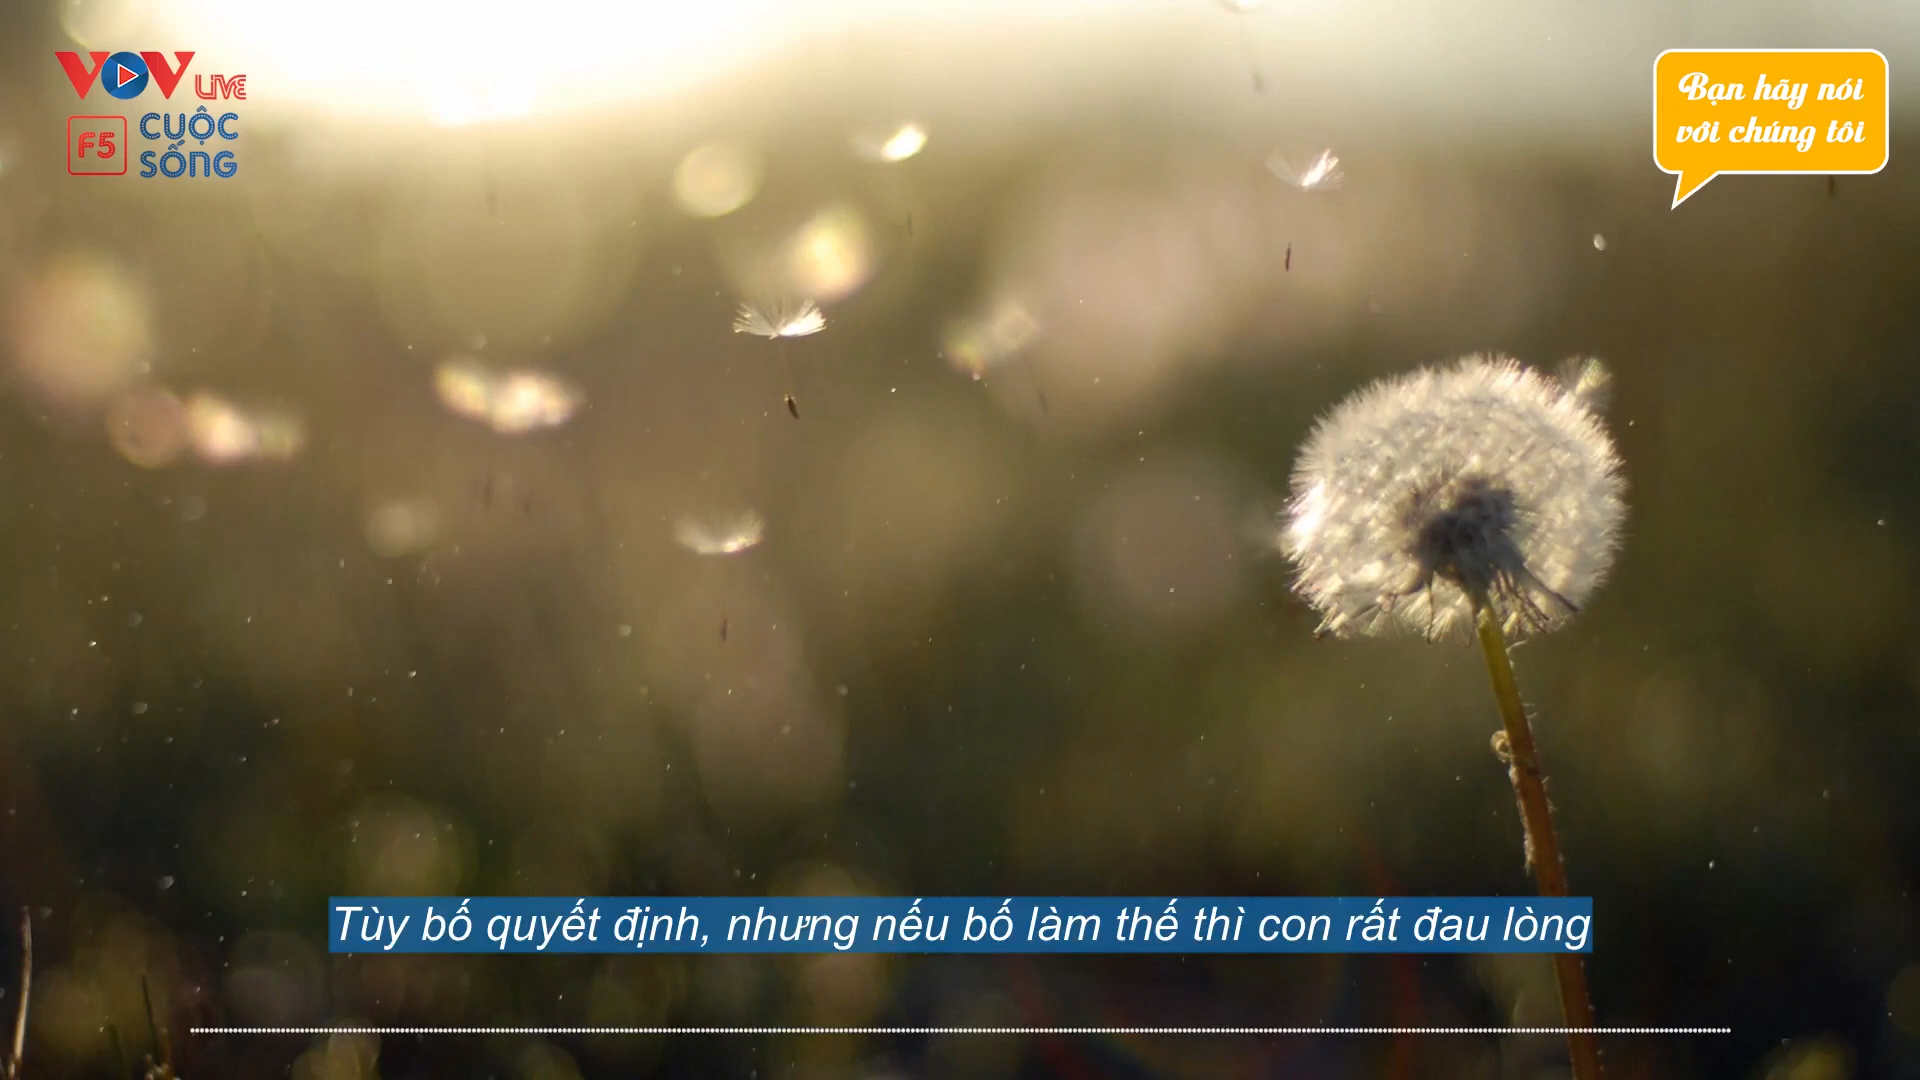 VOV LIVE
F5 CUỘC
SỐNG
Bạn hãy nói
với chúng tôi
Tùy bố quyết định, nhưng nếu bố làm thế thì con rất đau lòng